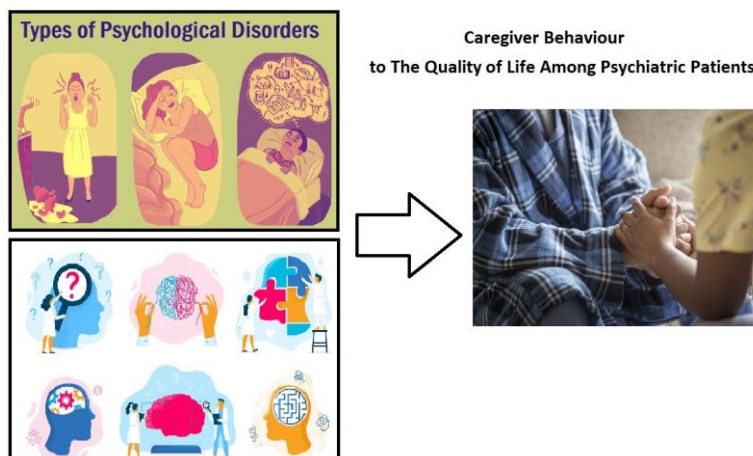 Types of Psychological Disorders
Caregiver Behaviour
to The Quality of Life Among Psychiatric Patients